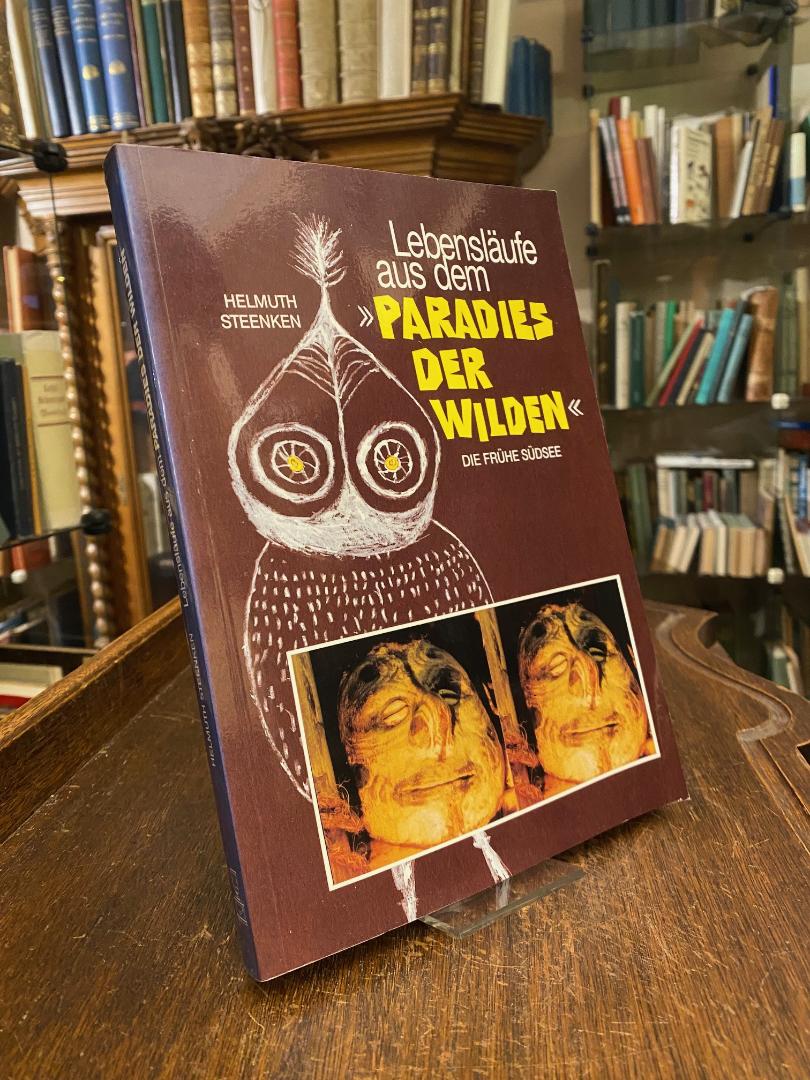 HELMUTH
STEENKEN
Lebensläufe
aus dem
»PARADIES
DER
WILDEN«
DIE FRÜHE SÜDSEE
HELMUTH STEENKEN Lebensläufe aus dem PARADIES DER WILDEN